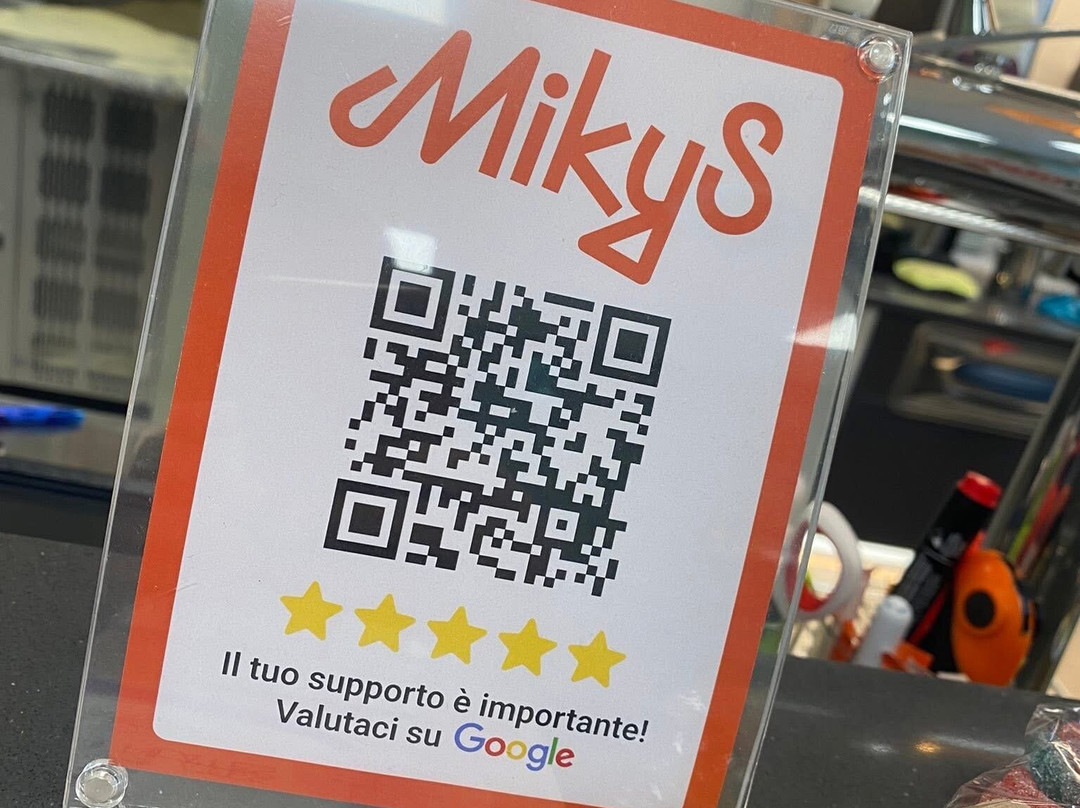 MikyS
Il tuo supporto è importante!
Valutaci su Google